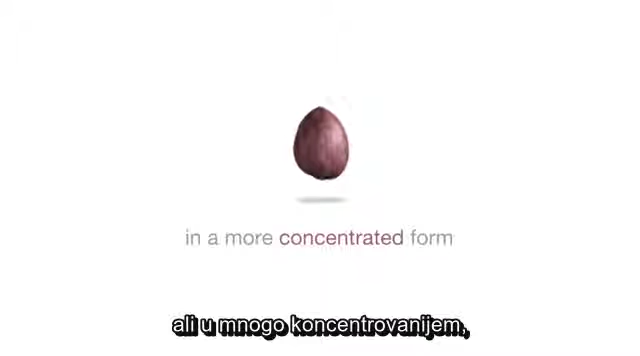 in a more concentrated form
ali u mnogo koncentrovanijem,